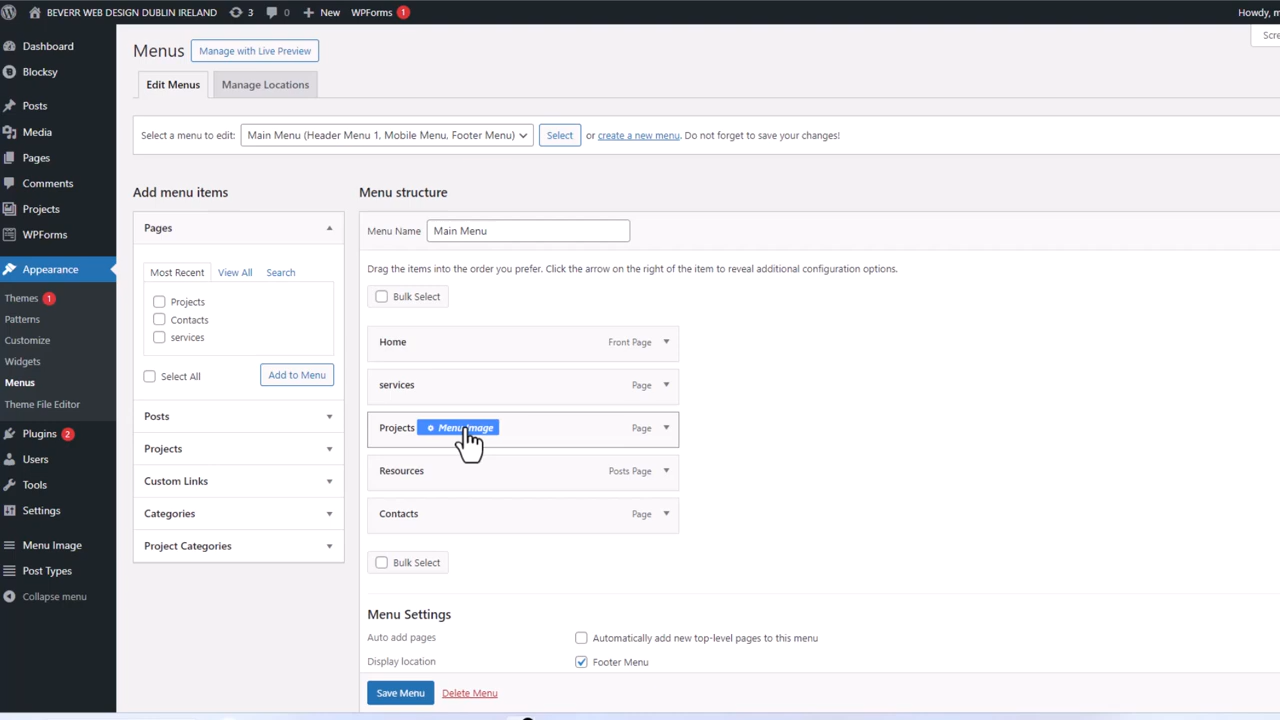 BEVERR WEB DESIGN DUBLIN IRELAND 3 0 New WPForms 1 Howdy, m
Dashboard
Blocksy
Posts
Media
Pages
Comments
Projects
WPForms
Appearance
Themes 1
Patterns
Customize
Widgets
Menus
Theme File Editor
Plugins 2
Users
Tools
Settings
Menu Image
Post Types
Collapse menu
Scre
Menus Manage with Live Preview
Edit Menus Manage Locations
Select a menu to edit: Main Menu (Header Menu 1, Mobile Menu, Footer Menu) Select or create a new menu. Do not forget to save your changes!
Add menu items
Pages
Most Recent View All Search
Projects
Contacts
services
Select All Add to Menu
Posts
Projects
Custom Links
Categories
Project Categories
Menu structure
Menu Name Main Menu
Drag the items into the order you prefer. Click the arrow on the right of the item to reveal additional configuration options.
Bulk Select
Home Front Page
services Page
Projects Menu Image Page
Resources Posts Page
Contacts Page
Bulk Select
Menu Settings
Auto add pages Automatically add new top-level pages to this menu
Display location Footer Menu
Save Menu Delete Menu